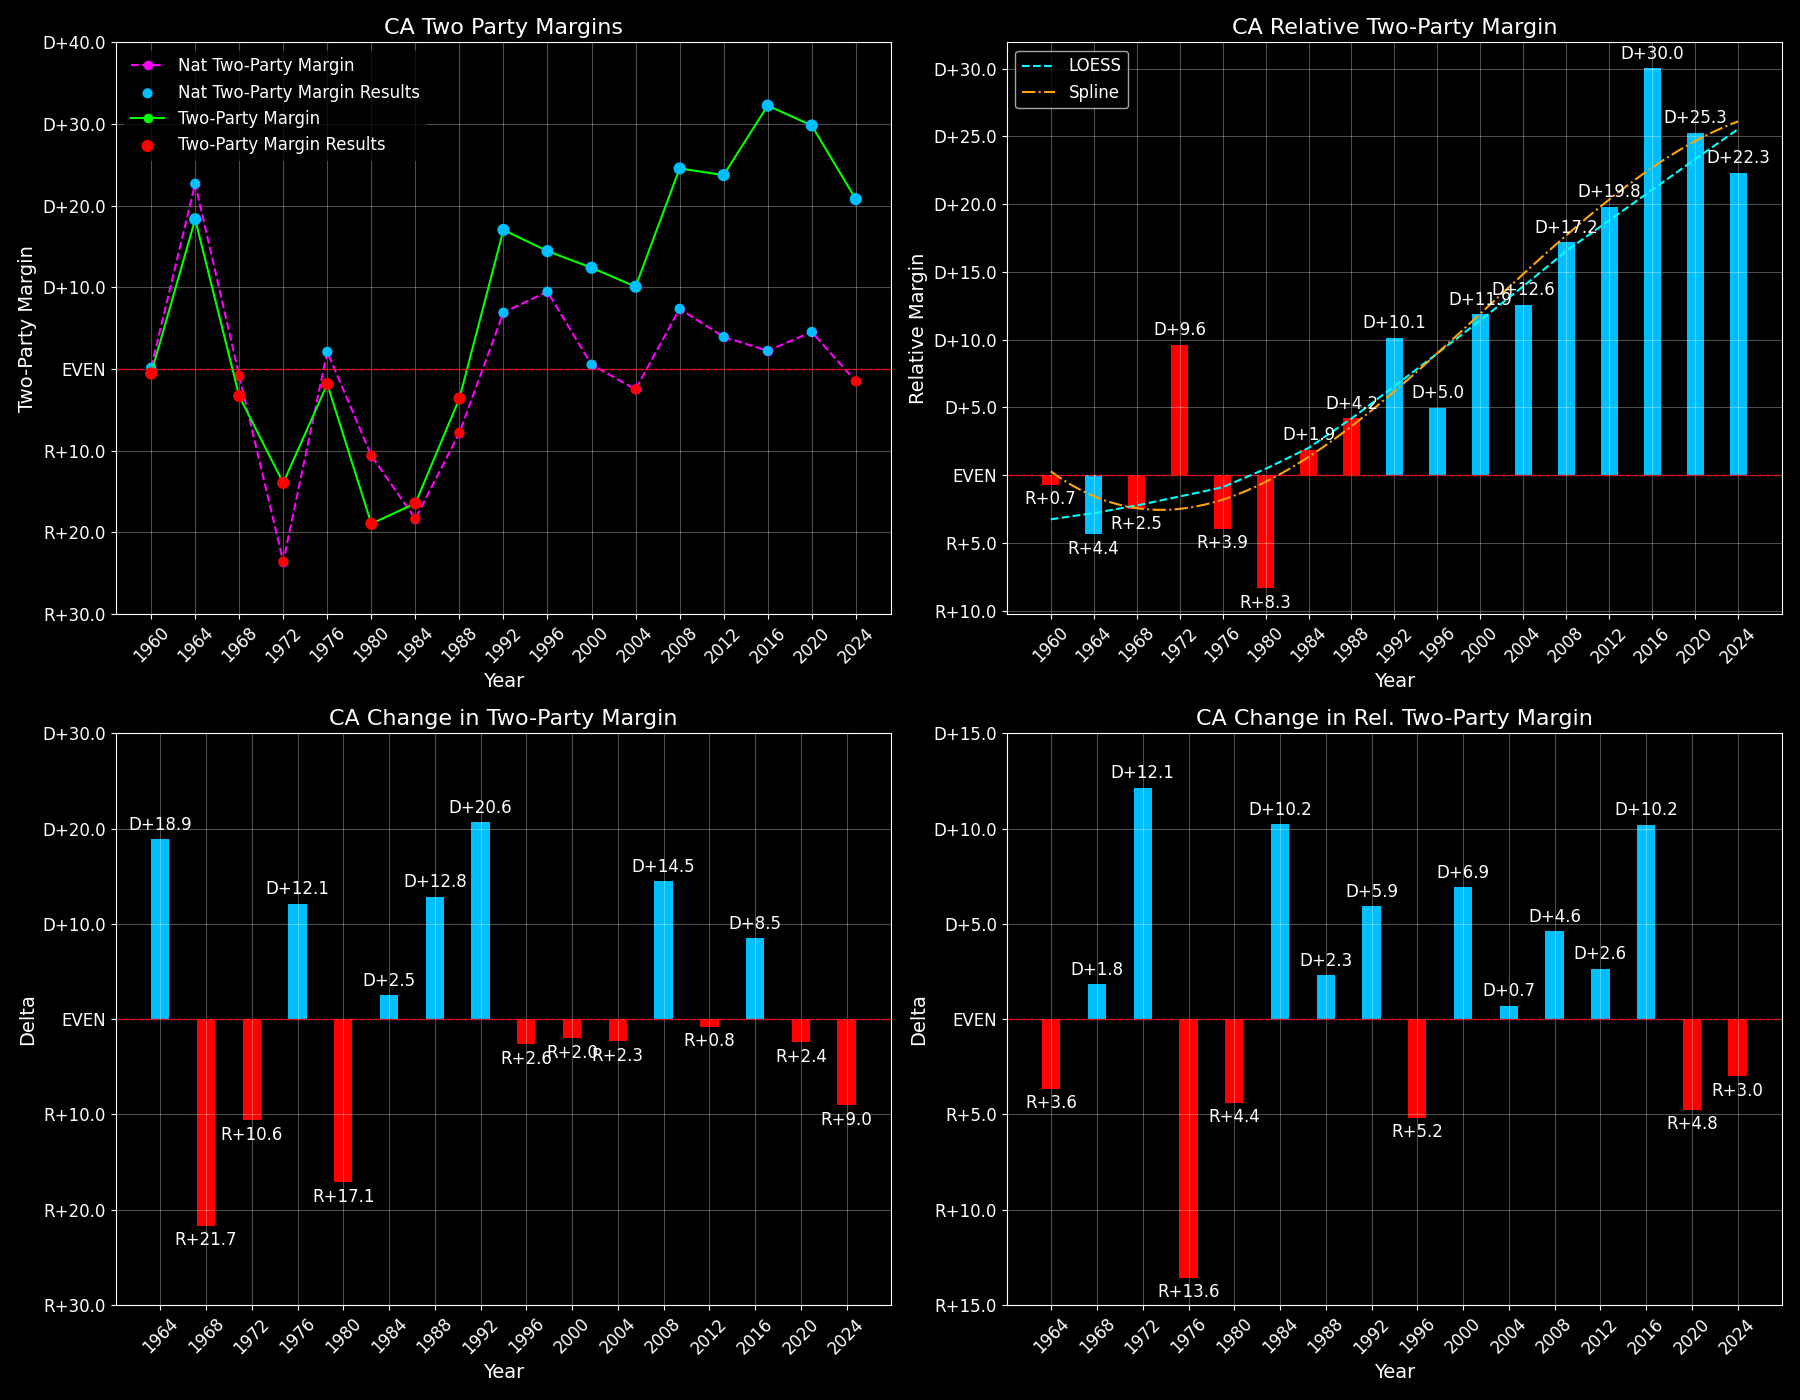 CA Two Party Margins
D+40.0
D+30.0
D+20.0
D+10.0
EVEN
R+10.0
R+20.0
R+30.0
Two-Party Margin
Nat Two-Party Margin
Nat Two-Party Margin Results
Two-Party Margin
Two-Party Margin Results
1960 1964 1968 1972 1976 1980 1984 1988 1992 1996 2000 2004 2008 2012 2016 2020 2024
Year
CA Relative Two-Party Margin
D+30.0
D+25.0
D+20.0
D+15.0
D+10.0
D+5.0
EVEN
R+5.0
R+10.0
Relative Margin
LOESS
Spline
R+0.7
R+4.4
R+2.5
D+9.6
R+3.9
R+8.3
D+1.9
D+4.2
D+10.1
D+5.0
D+11.9
D+12.6
D+17.2
D+19.8
D+30.0
D+25.3
D+22.3
1960 1964 1968 1972 1976 1980 1984 1988 1992 1996 2000 2004 2008 2012 2016 2020 2024
Year
CA Change in Two-Party Margin
D+30.0
D+20.0
D+10.0
EVEN
R+10.0
R+20.0
R+30.0
Delta
D+18.9
R+21.7
R+10.6
D+12.1
R+17.1
D+2.5
D+12.8
D+20.6
R+2.6
R+2.0
R+2.3
D+14.5
R+0.8
D+8.5
R+2.4
R+9.0
1964 1968 1972 1976 1980 1984 1988 1992 1996 2000 2004 2008 2012 2016 2020 2024
Year
CA Change in Rel. Two-Party Margin
D+15.0
D+10.0
D+5.0
EVEN
R+5.0
R+10.0
R+15.0
Delta
R+3.6
D+1.8
D+12.1
R+13.6
R+4.4
D+10.2
D+2.3
D+5.9
R+5.2
D+6.9
D+0.7
D+4.6
D+2.6
D+10.2
R+4.8
R+3.0
1964 1968 1972 1976 1980 1984 1988 1992 1996 2000 2004 2008 2012 2016 2020 2024
Year